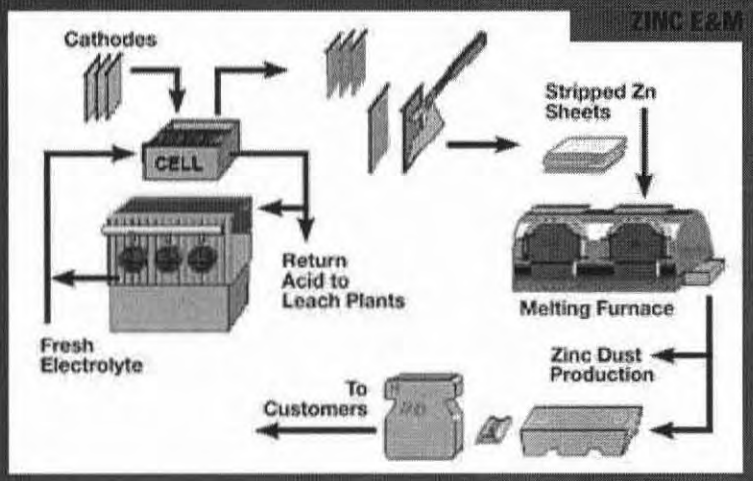 ZINC E&M
Cathodes
Stripped Zn
Sheets
CELL
Return
Acid to
Leach Plants
Melting Furnace
Fresh
Electrolyte
Zinc Dust
Production
To
Customers